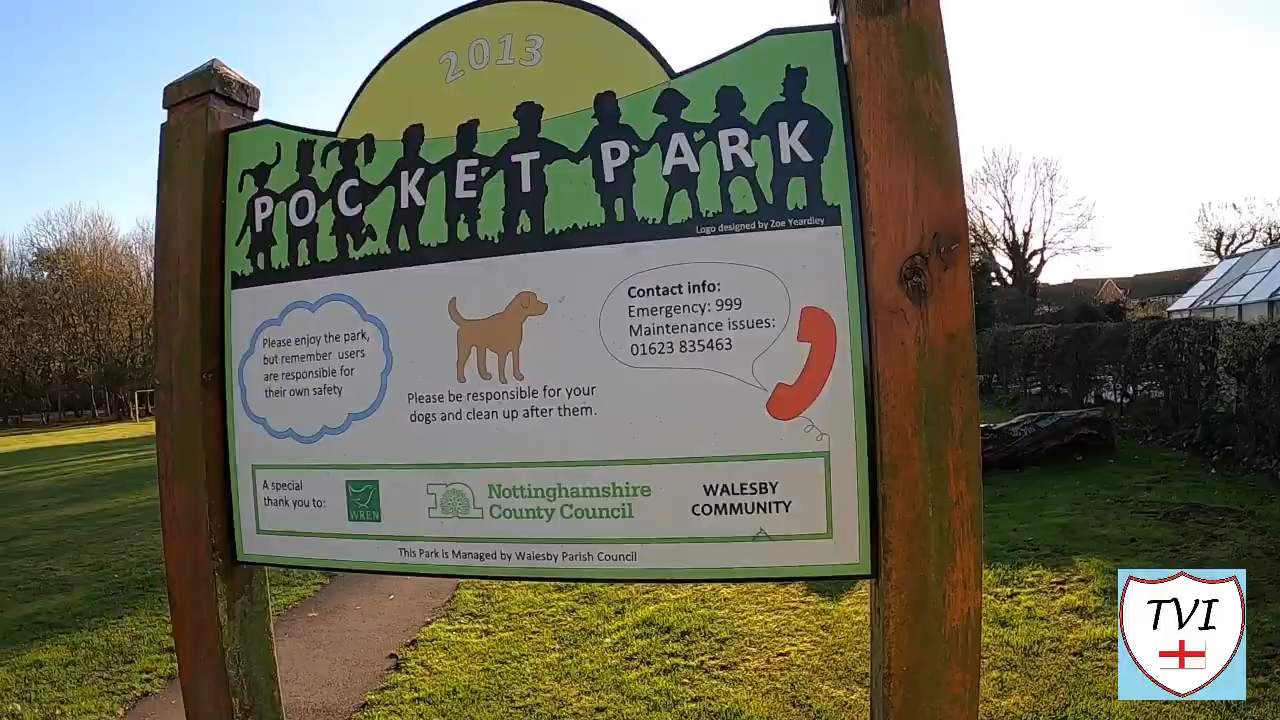 2013
POCKET PARK
Logo designed by Zoe Yeardley
Please enjoy the park,
but remember users
are responsible for
their own safety
Please be responsible for your
dogs and clean up after them.
Contact info:
Emergency: 999
Maintenance issues:
01623 835463
A special
thank you to:
WREN
Nottinghamshire
County Council
WALESBY
COMMUNITY
This Park is Managed by Walesby Parish Council
TVI